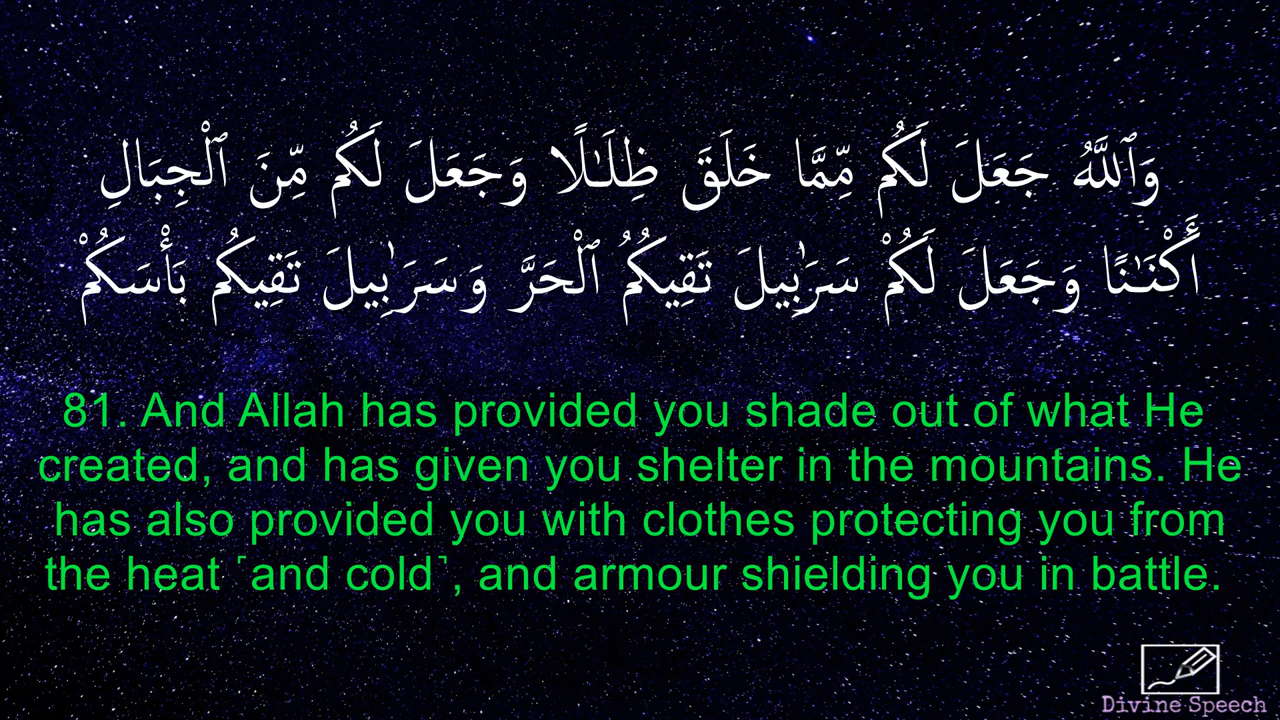 وَٱللَّهُ جَعَلَ لَكُم مِّمَّا خَلَقَ ظِلَـٰلًا وَجَعَلَ لَكُم مِّنَ ٱلْجِبَالِ
أَكْنَـٰنًا وَجَعَلَ لَكُمْ سَرَٰبِيلَ تَقِيكُمُ ٱلْحَرَّ وَسَرَٰبِيلَ تَقِيكُم بَأْسَكُمْ
81. And Allah has provided you shade out of what He
created, and has given you shelter in the mountains. He
has also provided you with clothes protecting you from
the heat ˹and cold˺, and armour shielding you in battle.
Divine Speech